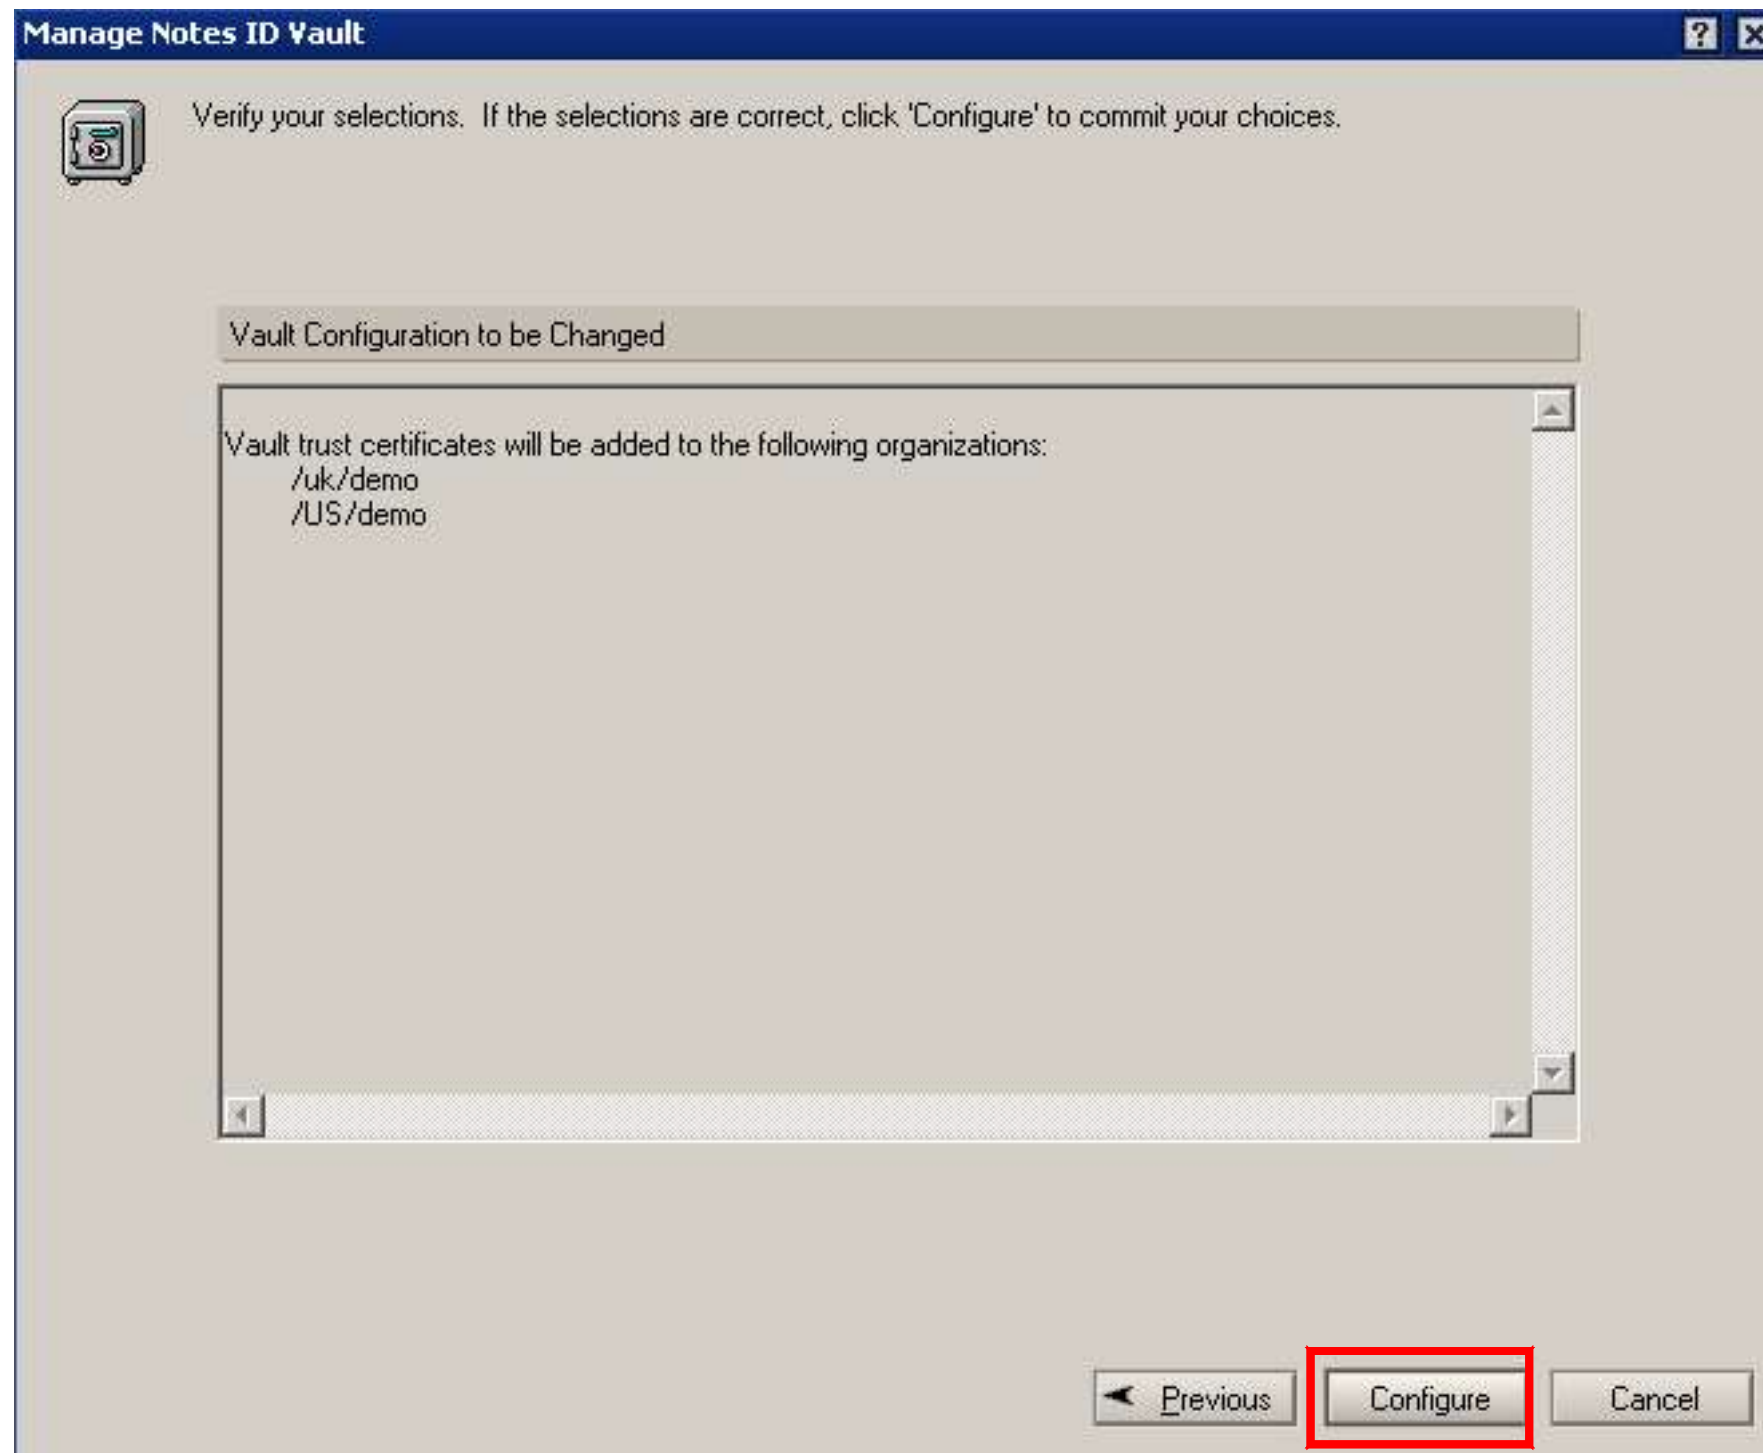 Manage Notes ID Vault
Verify your selections.  If the selections are correct, click 'Configure' to commit your choices.
Vault Configuration to be Changed
Vault trust certificates will be added to the following organizations:
/uk/demo
/US/demo
Previous
Configure
Cancel